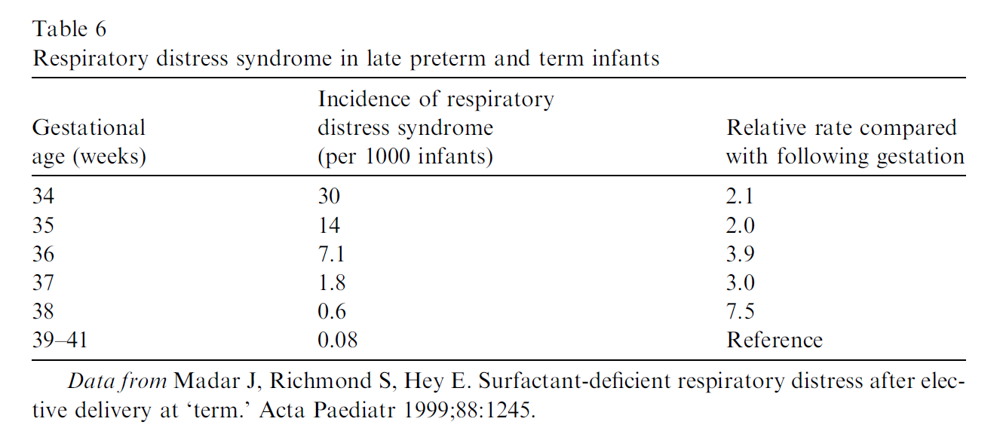 Table 6
Respiratory distress syndrome in late preterm and term infants
Gestational age (weeks) Incidence of respiratory distress syndrome (per 1000 infants) Relative rate compared with following gestation
34 30 2.1
35 14 2.0
36 7.1 3.9
37 1.8 3.0
38 0.6 7.5
39–41 0.08 Reference
Data from Madar J, Richmond S, Hey E. Surfactant-deficient respiratory distress after elec-
tive delivery at ‘term.’ Acta Paediatr 1999;88:1245.